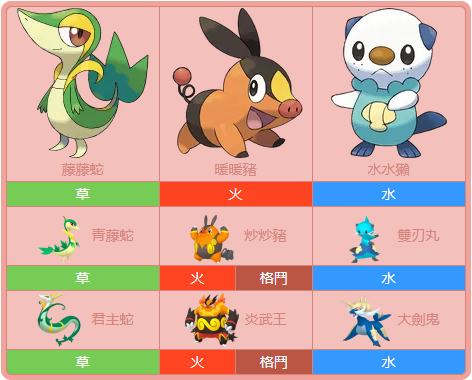 藤藤蛇 暖暖豬 水水獺
草 火 水
青藤蛇 炒炒豬 雙刃丸
草 火 格鬥 水
君主蛇 炎武王 大劍鬼
草 火 格鬥 水